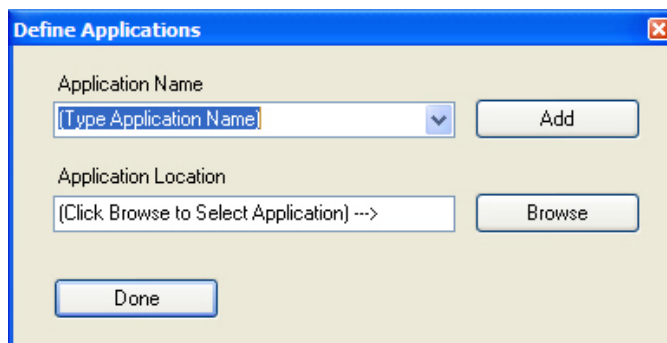 Define Applications
Application Name
(Type Application Name)
Add
Application Location
(Click Browse to Select Application) --->
Browse
Done